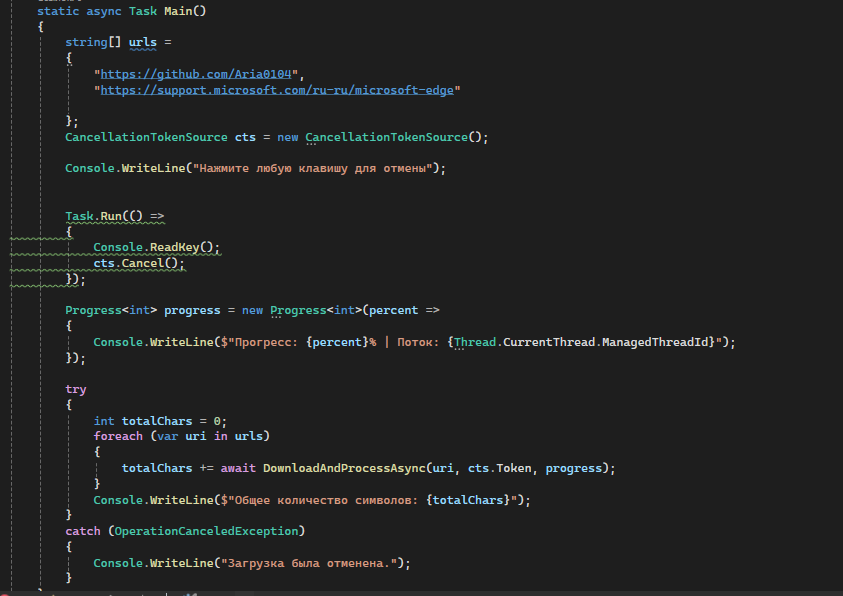 static async Task Main()
{
string[] urls =
{
"https://github.com/Aria0104",
"https://support.microsoft.com/ru-ru/microsoft-edge"
};
CancellationTokenSource cts = new CancellationTokenSource();
Console.WriteLine("Нажмите любую клавишу для отмены");
Task.Run(() =>
{
Console.ReadKey();
cts.Cancel();
});
Progress<int> progress = new Progress<int>(percent =>
{
Console.WriteLine($"Прогресс: {percent}% | Поток: {Thread.CurrentThread.ManagedThreadId}");
});
try
{
int totalChars = 0;
foreach (var uri in urls)
{
totalChars += await DownloadAndProcessAsync(uri, cts.Token, progress);
}
Console.WriteLine($"Общее количество символов: {totalChars}");
}
catch (OperationCanceledException)
{
Console.WriteLine("Загрузка была отменена.");
}